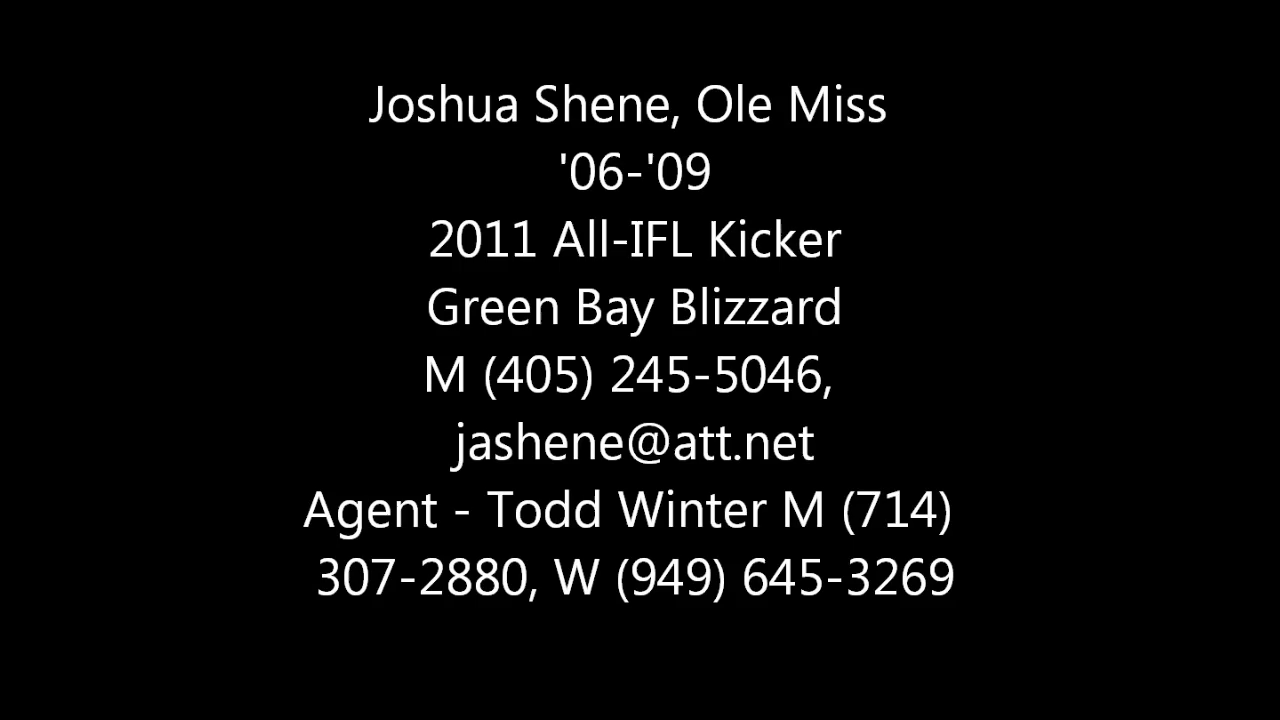 Joshua Shene, Ole Miss
'06-'09
2011 All-IFL Kicker
Green Bay Blizzard
M (405) 245-5046,
jashene@att.net
Agent - Todd Winter M (714)
307-2880, W (949) 645-3269